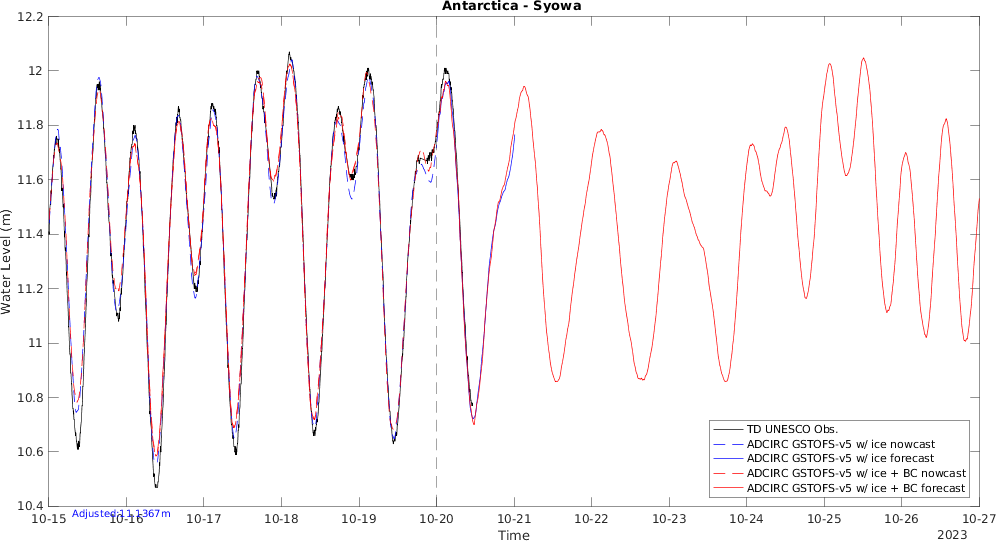 Antarctica - Syowa
12.2
12
11.8
11.6
11.4
11.2
11
10.8
10.6
10.4
Water Level (m)
TD UNESCO Obs.
ADCIRC GSTOFS-v5 w/ ice nowcast
ADCIRC GSTOFS-v5 w/ ice forecast
ADCIRC GSTOFS-v5 w/ ice + BC nowcast
ADCIRC GSTOFS-v5 w/ ice + BC forecast
Adjusted:11.1367m
10-15 10-16 10-17 10-18 10-19 10-20 10-21 10-22 10-23 10-24 10-25 10-26 10-27
Time
2023